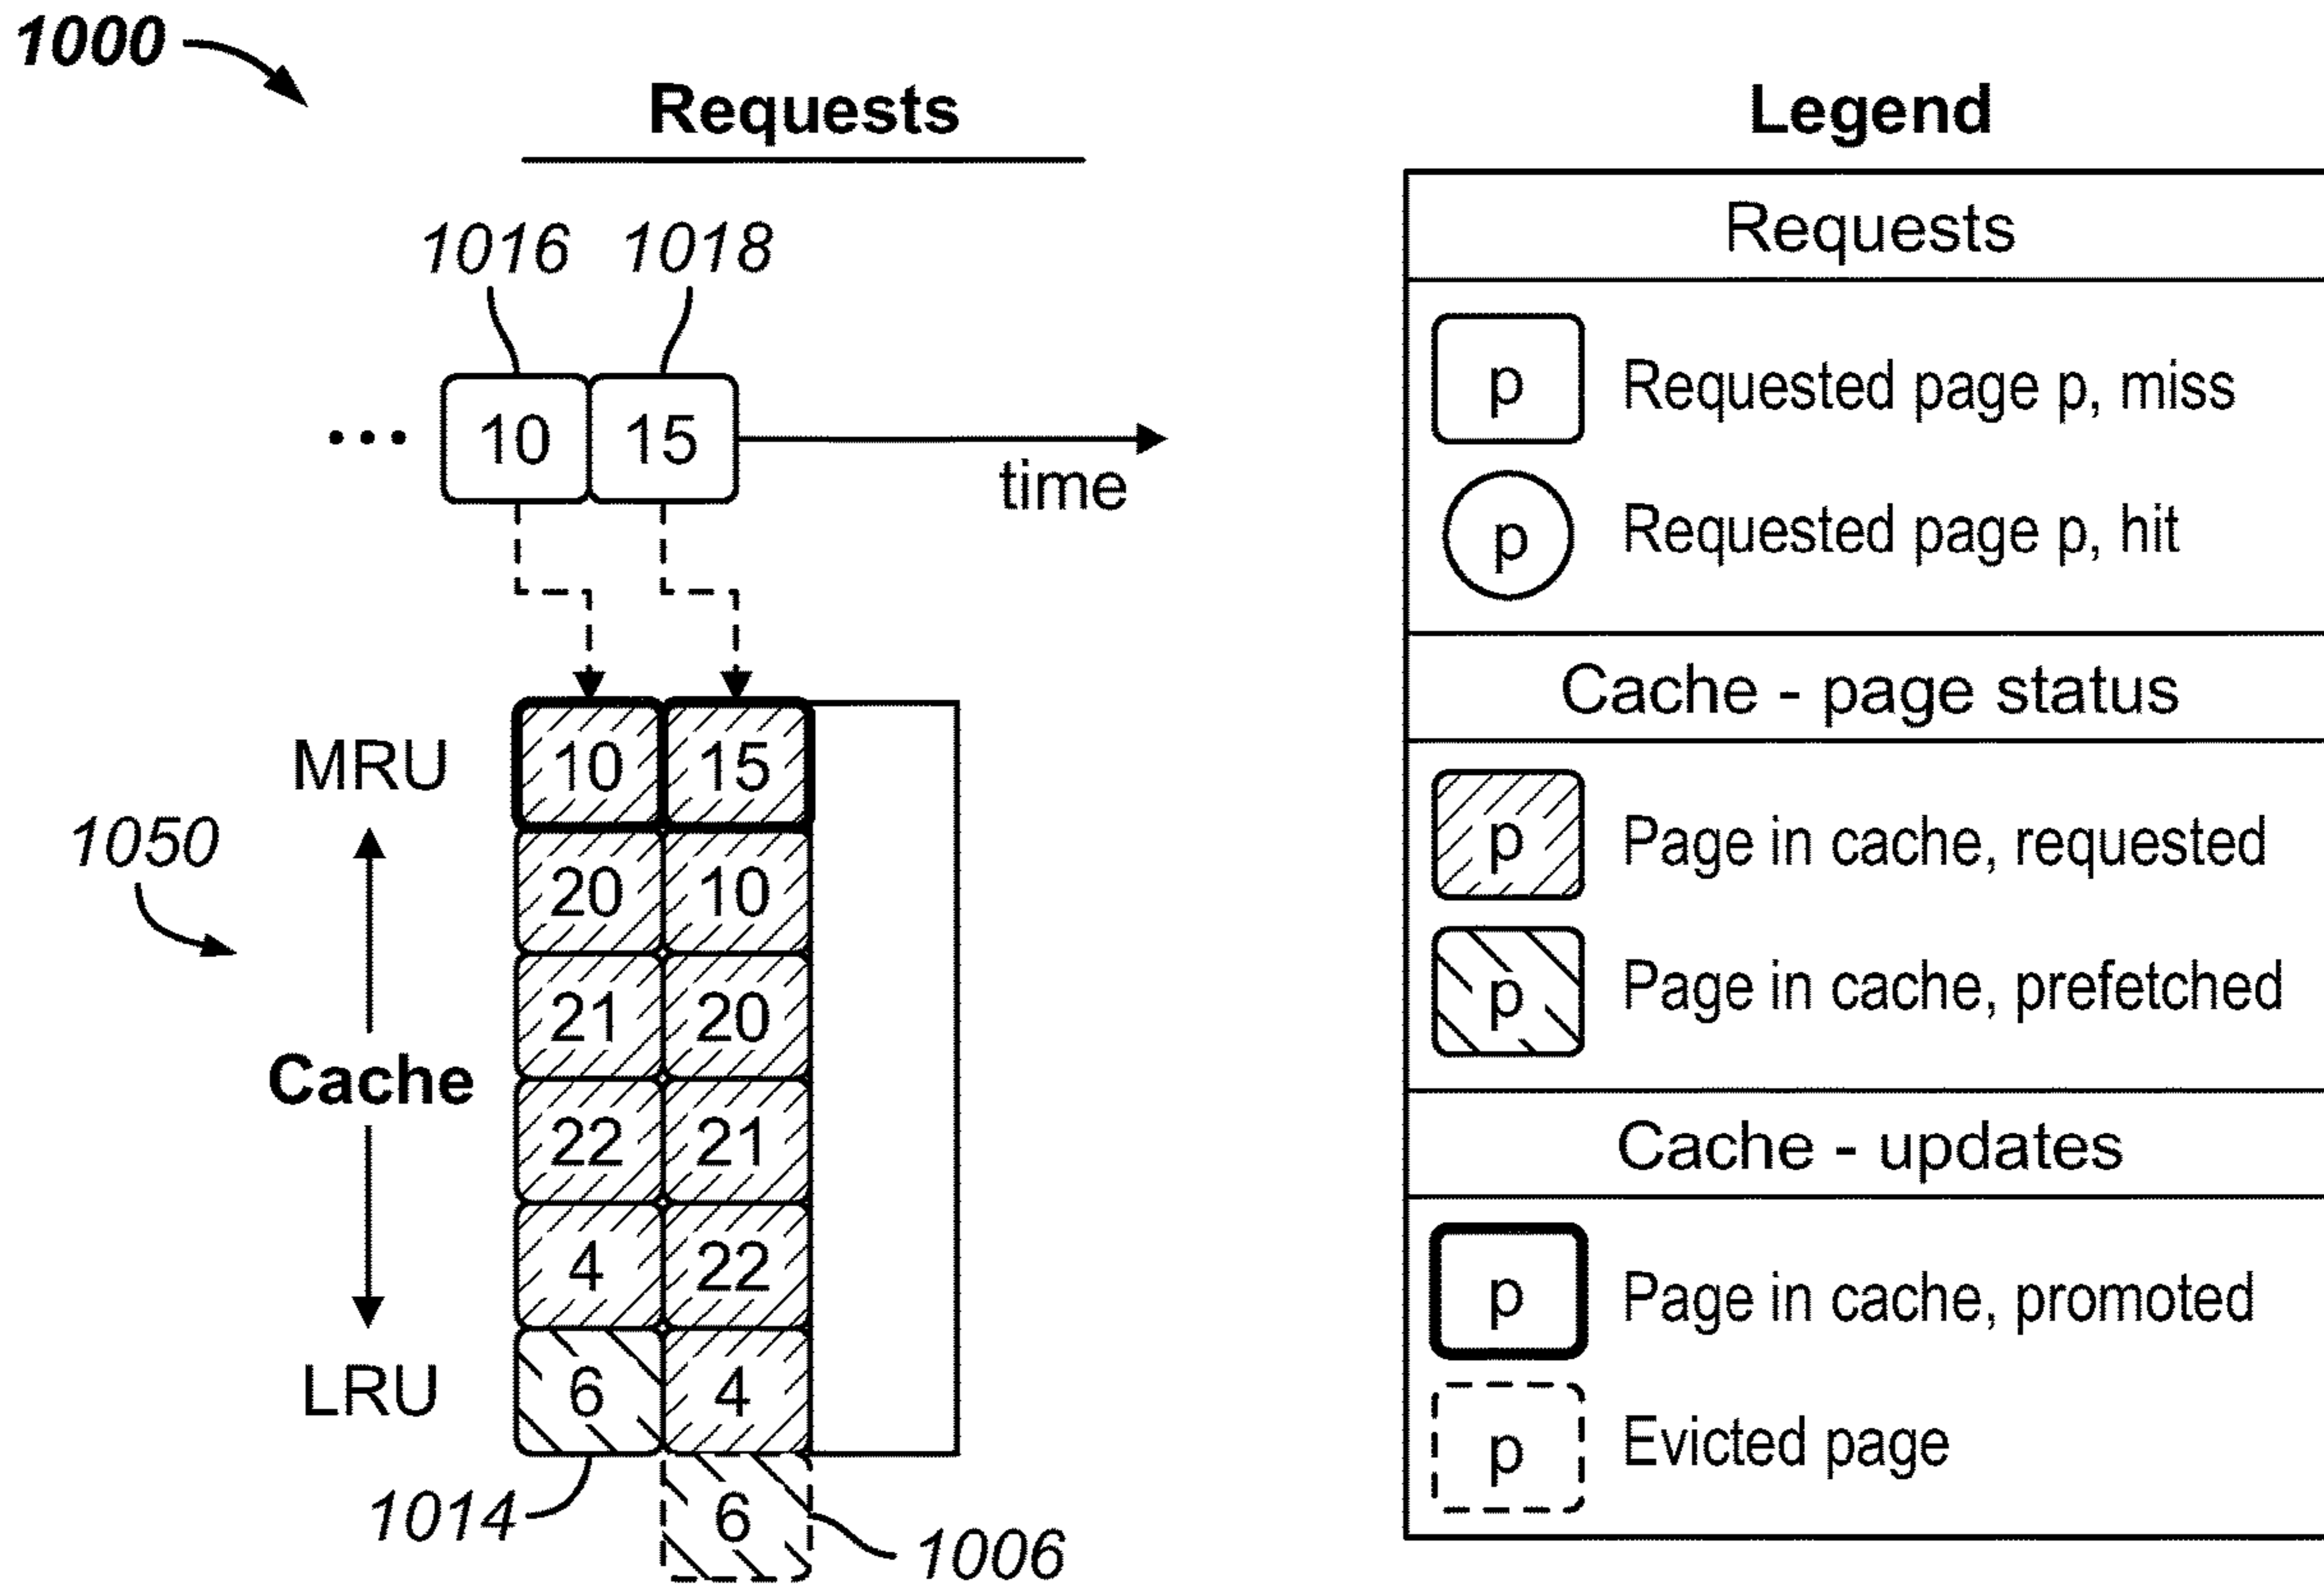 1000
Requests
1016 1018
... 10 15
time
MRU
10 15
1050
20 10
21 20
Cache
22 21
4 22
LRU
6 4
1014
6
1006
Legend
Requests
p Requested page p, miss
p Requested page p, hit
Cache - page status
p Page in cache, requested
p Page in cache, prefetched
Cache - updates
p Page in cache, promoted
p Evicted page